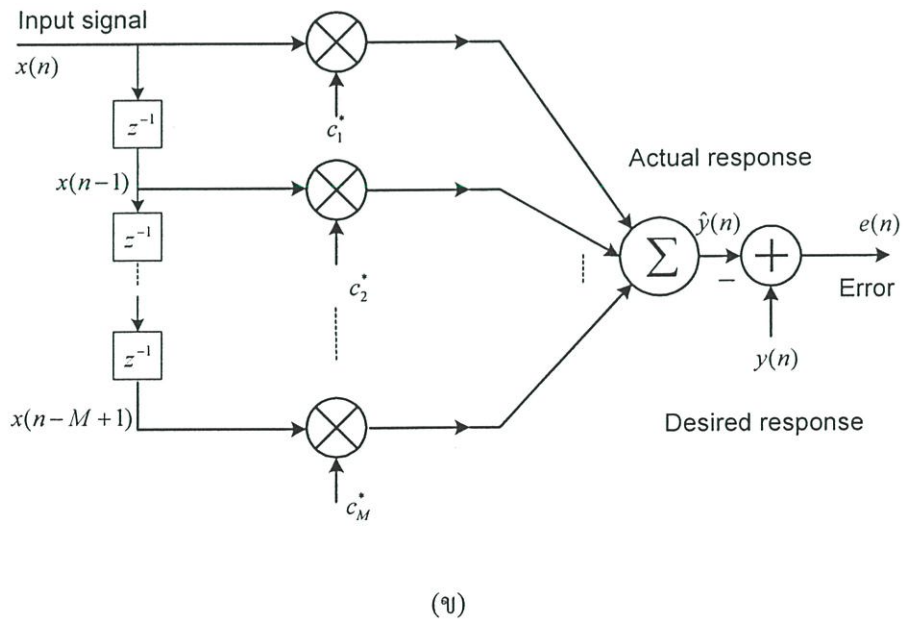 Input signal
x(n)
z⁻¹
c₁*
x(n−1)
Actual response
z⁻¹
ŷ(n)
e(n)
Σ
+
−
Error
c₂*
z⁻¹
y(n)
x(n−M+1)
Desired response
c_M*
(ข)